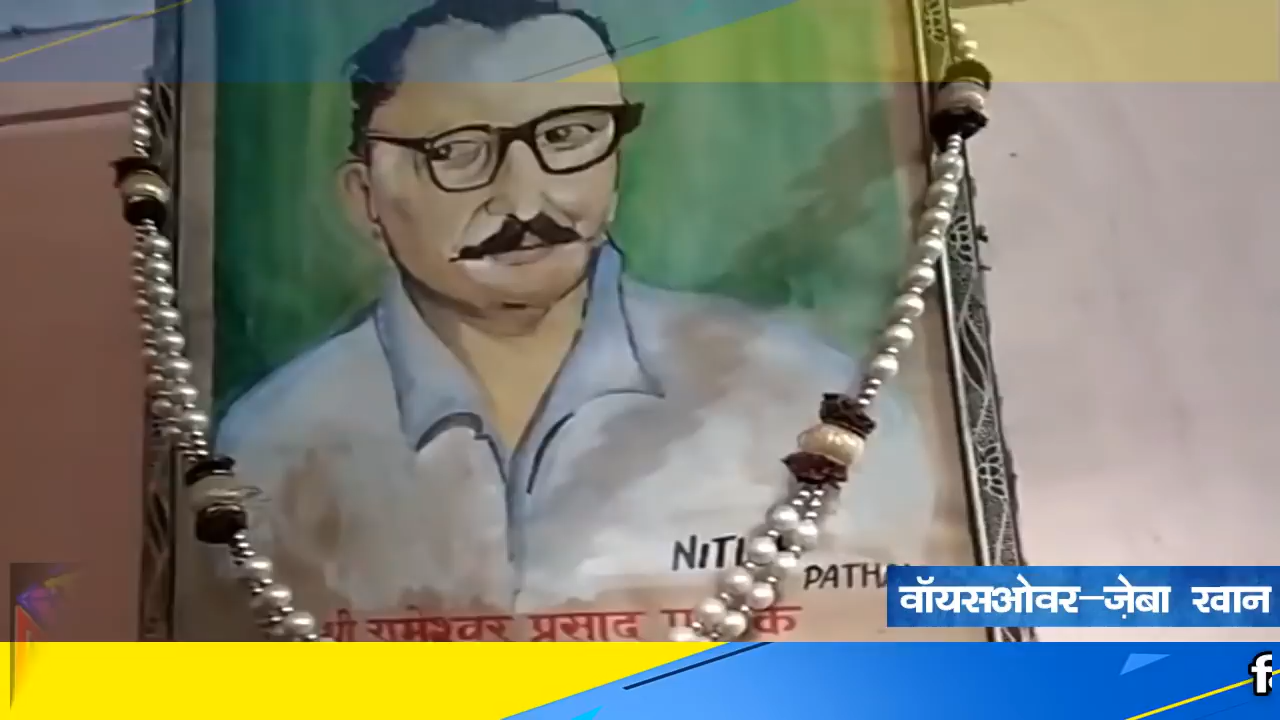 NITI
PATHA
श्री रामेश्वर प्रसाद
वॉयसओवर–ज़ेबा खान
f